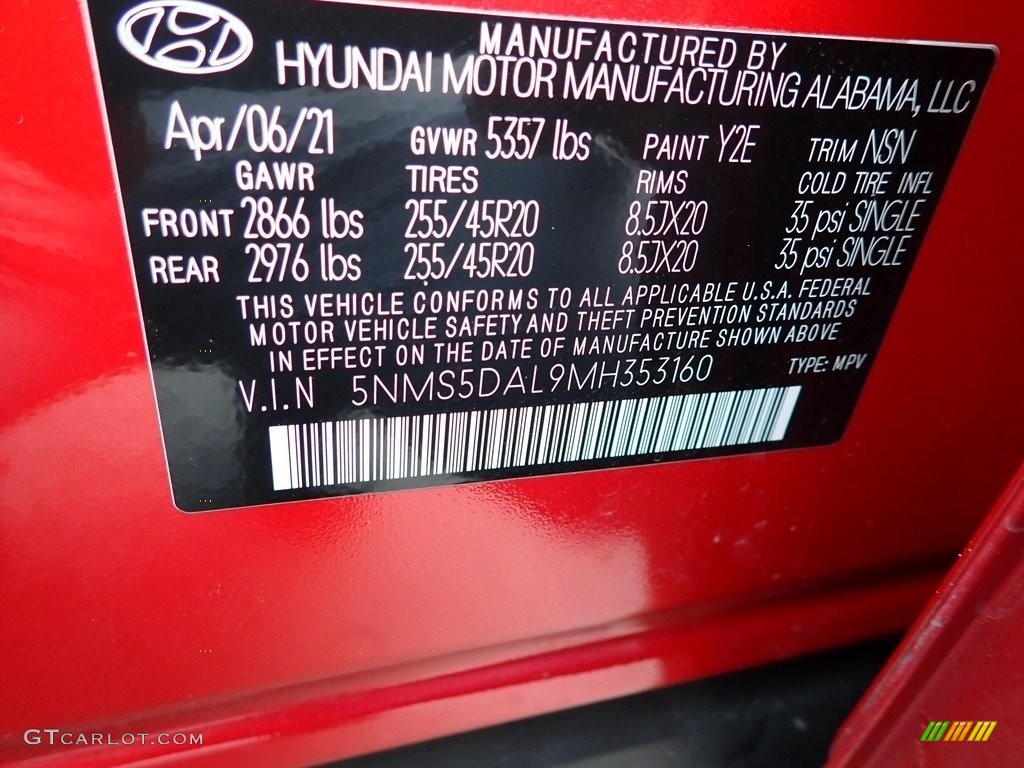 MANUFACTURED BY
HYUNDAI MOTOR MANUFACTURING ALABAMA, LLC
Apr/06/21 GVWR 5357 lbs PAINT Y2E TRIM NSN
GAWR TIRES RIMS COLD TIRE INFL
FRONT 2866 lbs 255/45R20 8.5JX20 35 psi SINGLE
REAR 2976 lbs 255/45R20 8.5JX20 35 psi SINGLE
THIS VEHICLE CONFORMS TO ALL APPLICABLE U.S.A. FEDERAL
MOTOR VEHICLE SAFETY AND THEFT PREVENTION STANDARDS
IN EFFECT ON THE DATE OF MANUFACTURE SHOWN ABOVE
V.I.N 5NMS5DAL9MH353160 TYPE: MPV
GTCARLOT.COM